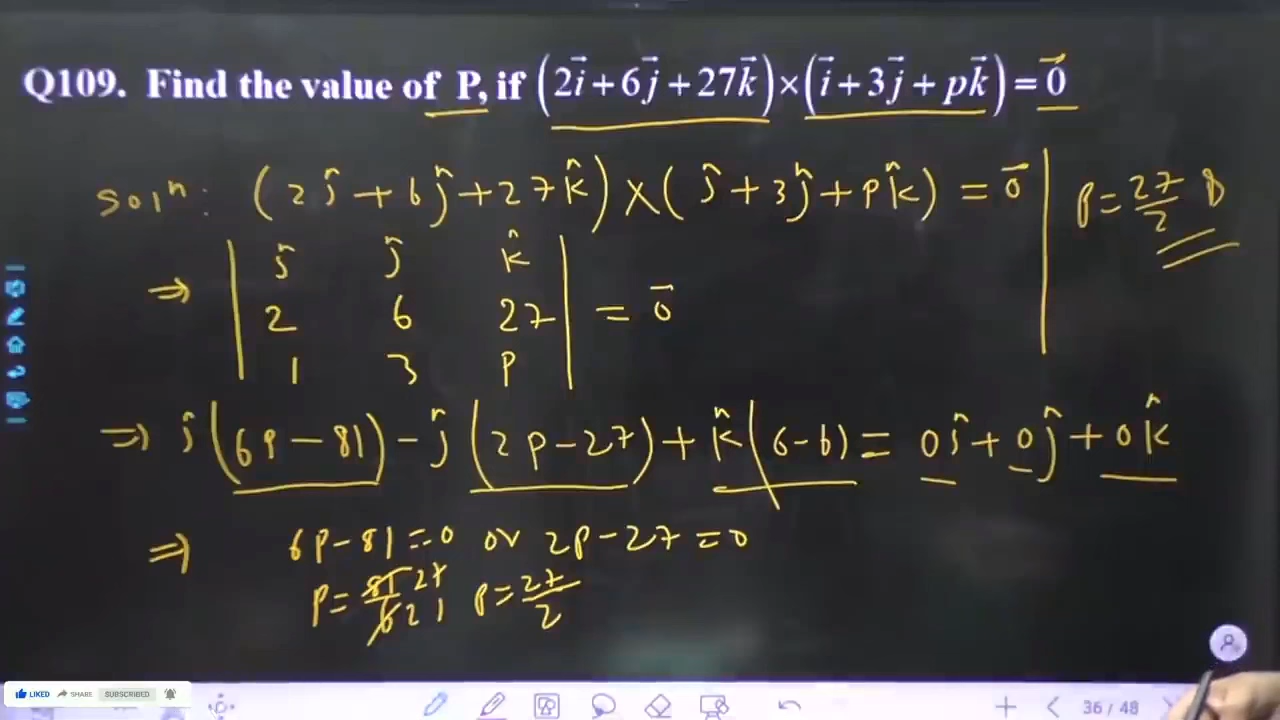 Q109. Find the value of P, if (2i⃗ + 6j⃗ + 27k⃗) × (i⃗ + 3j⃗ + pk⃗) = 0⃗
Soln: (2î + 6ĵ + 27k̂) × (î + 3ĵ + Pk̂) = 0̄
P = 27/2
⇒ | î ĵ k̂ |
| 2 6 27 | = 0̄
| 1 3 P |
⇒ î (6P – 81) – ĵ (2P – 27) + k̂ (6 – 6) = 0î + 0ĵ + 0k̂
⇒ 6P – 81 = 0 or 2P – 27 = 0
P = 81/6 27/2 P = 27/2
LIKED SHARE SUBSCRIBED
36 / 48